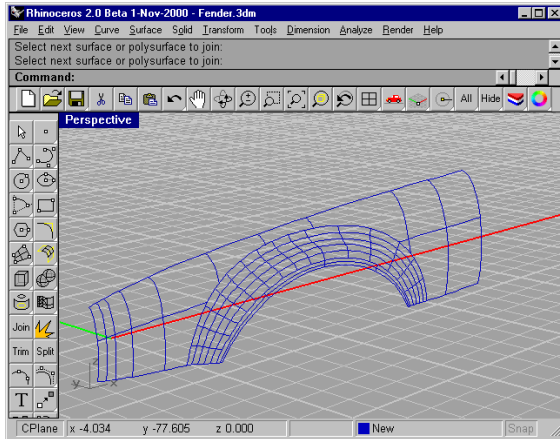 Rhinoceros 2.0 Beta 1-Nov-2000 - Fender.3dm
File Edit View Curve Surface Solid Transform Tools Dimension Analyze Render Help
Select next surface or polysurface to join:
Select next surface or polysurface to join:
Command:
All Hide
Perspective
Join
Trim Split
T
z
y x
CPlane x -4.034 y -77.605 z 0.000 New Snap